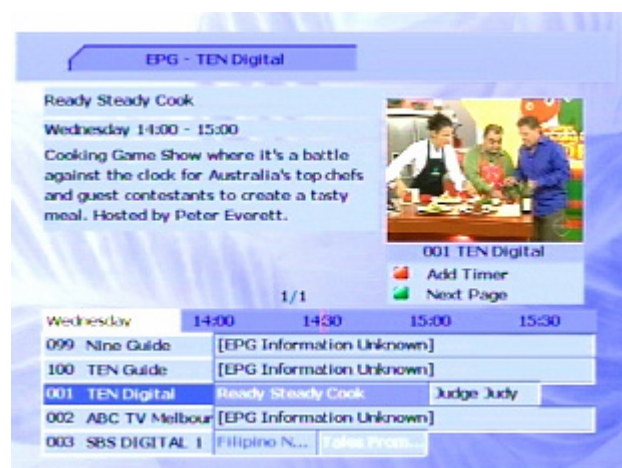 EPG - TEN Digital
Ready Steady Cook
Wednesday 14:00 - 15:00
Cooking Game Show where it's a battle
against the clock for Australia's top chefs
and guest contestants to create a tasty
meal. Hosted by Peter Everett.
001 TEN Digital
Add Timer
1/1
Next Page
Wednesday 14:00 14:30 15:00 15:30
099 Nine Guide [EPG Information Unknown]
100 TEN Guide [EPG Information Unknown]
001 TEN Digital Ready Steady Cook Judge Judy
002 ABC TV Melbour [EPG Information Unknown]
003 SBS DIGITAL 1 Filipino N... Tales From...